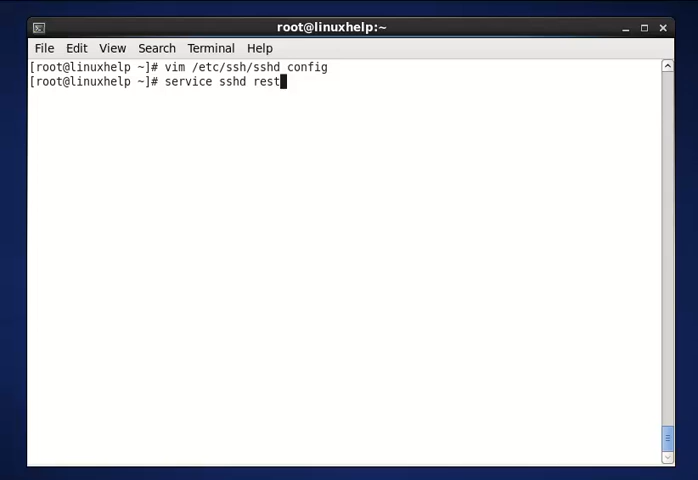 root@linuxhelp:~
File Edit View Search Terminal Help
[root@linuxhelp ~]# vim /etc/ssh/sshd_config
[root@linuxhelp ~]# service sshd rest